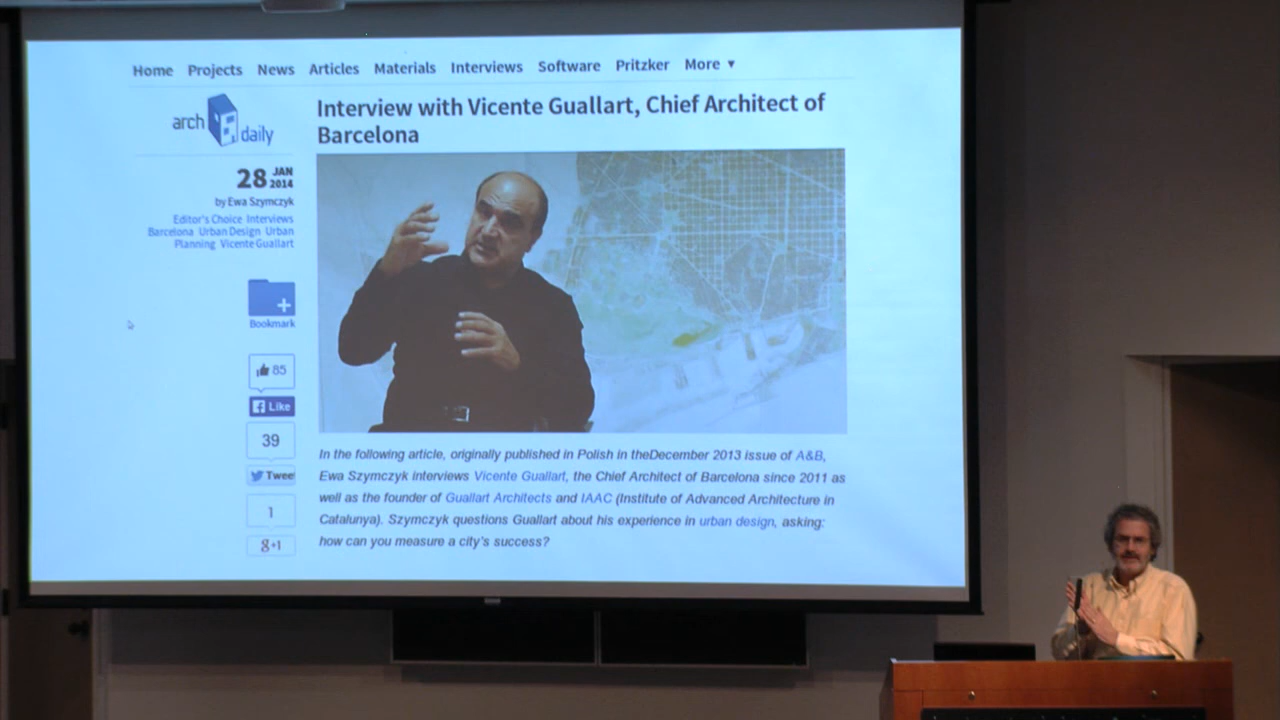 Home Projects News Articles Materials Interviews Software Pritzker More ▼
arch daily
Interview with Vicente Guallart, Chief Architect of
Barcelona
28 JAN 2014
by Ewa Szymczyk
Editor's Choice Interviews
Barcelona Urban Design Urban
Planning Vicente Guallart
Bookmark
85
Like
39
Tweet
1
g+1
In the following article, originally published in Polish in theDecember 2013 issue of A&B,
Ewa Szymczyk interviews Vicente Guallart, the Chief Architect of Barcelona since 2011 as
well as the founder of Guallart Architects and IAAC (Institute of Advanced Architecture in
Catalunya). Szymczyk questions Guallart about his experience in urban design, asking:
how can you measure a city's success?